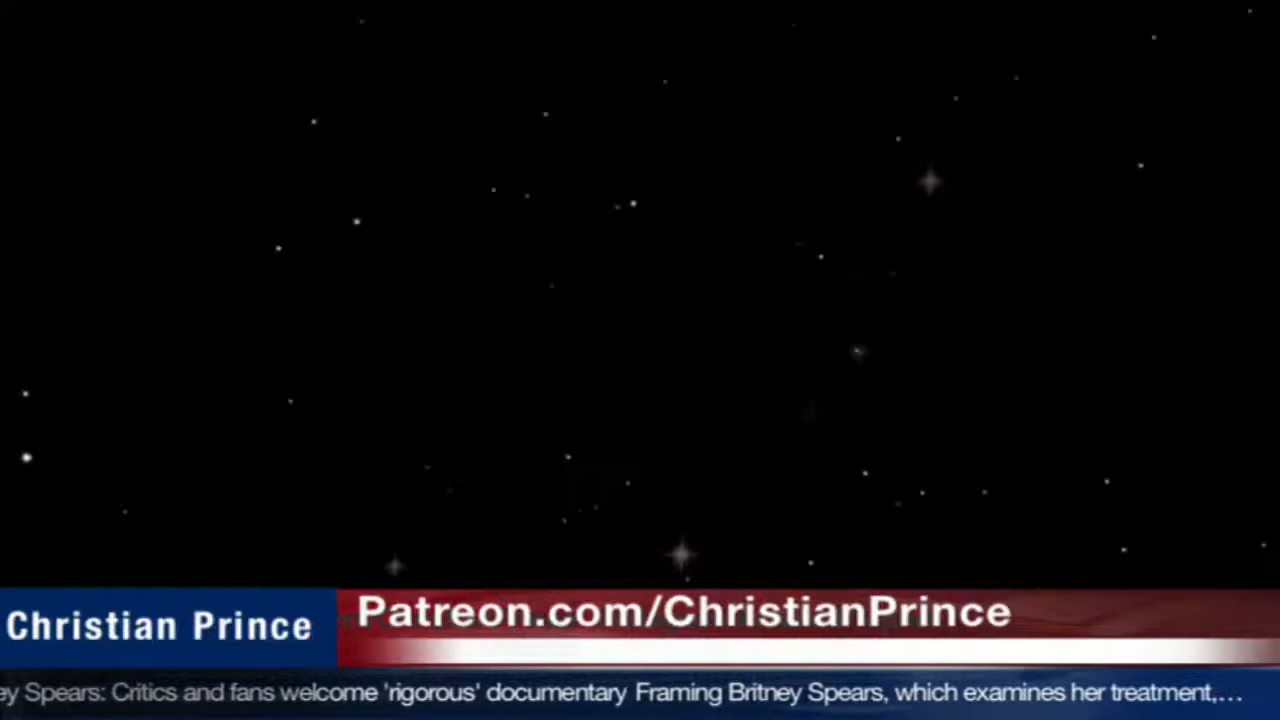 Christian Prince
Patreon.com/ChristianPrince
ey Spears: Critics and fans welcome 'rigorous' documentary Framing Britney Spears, which examines her treatment,…